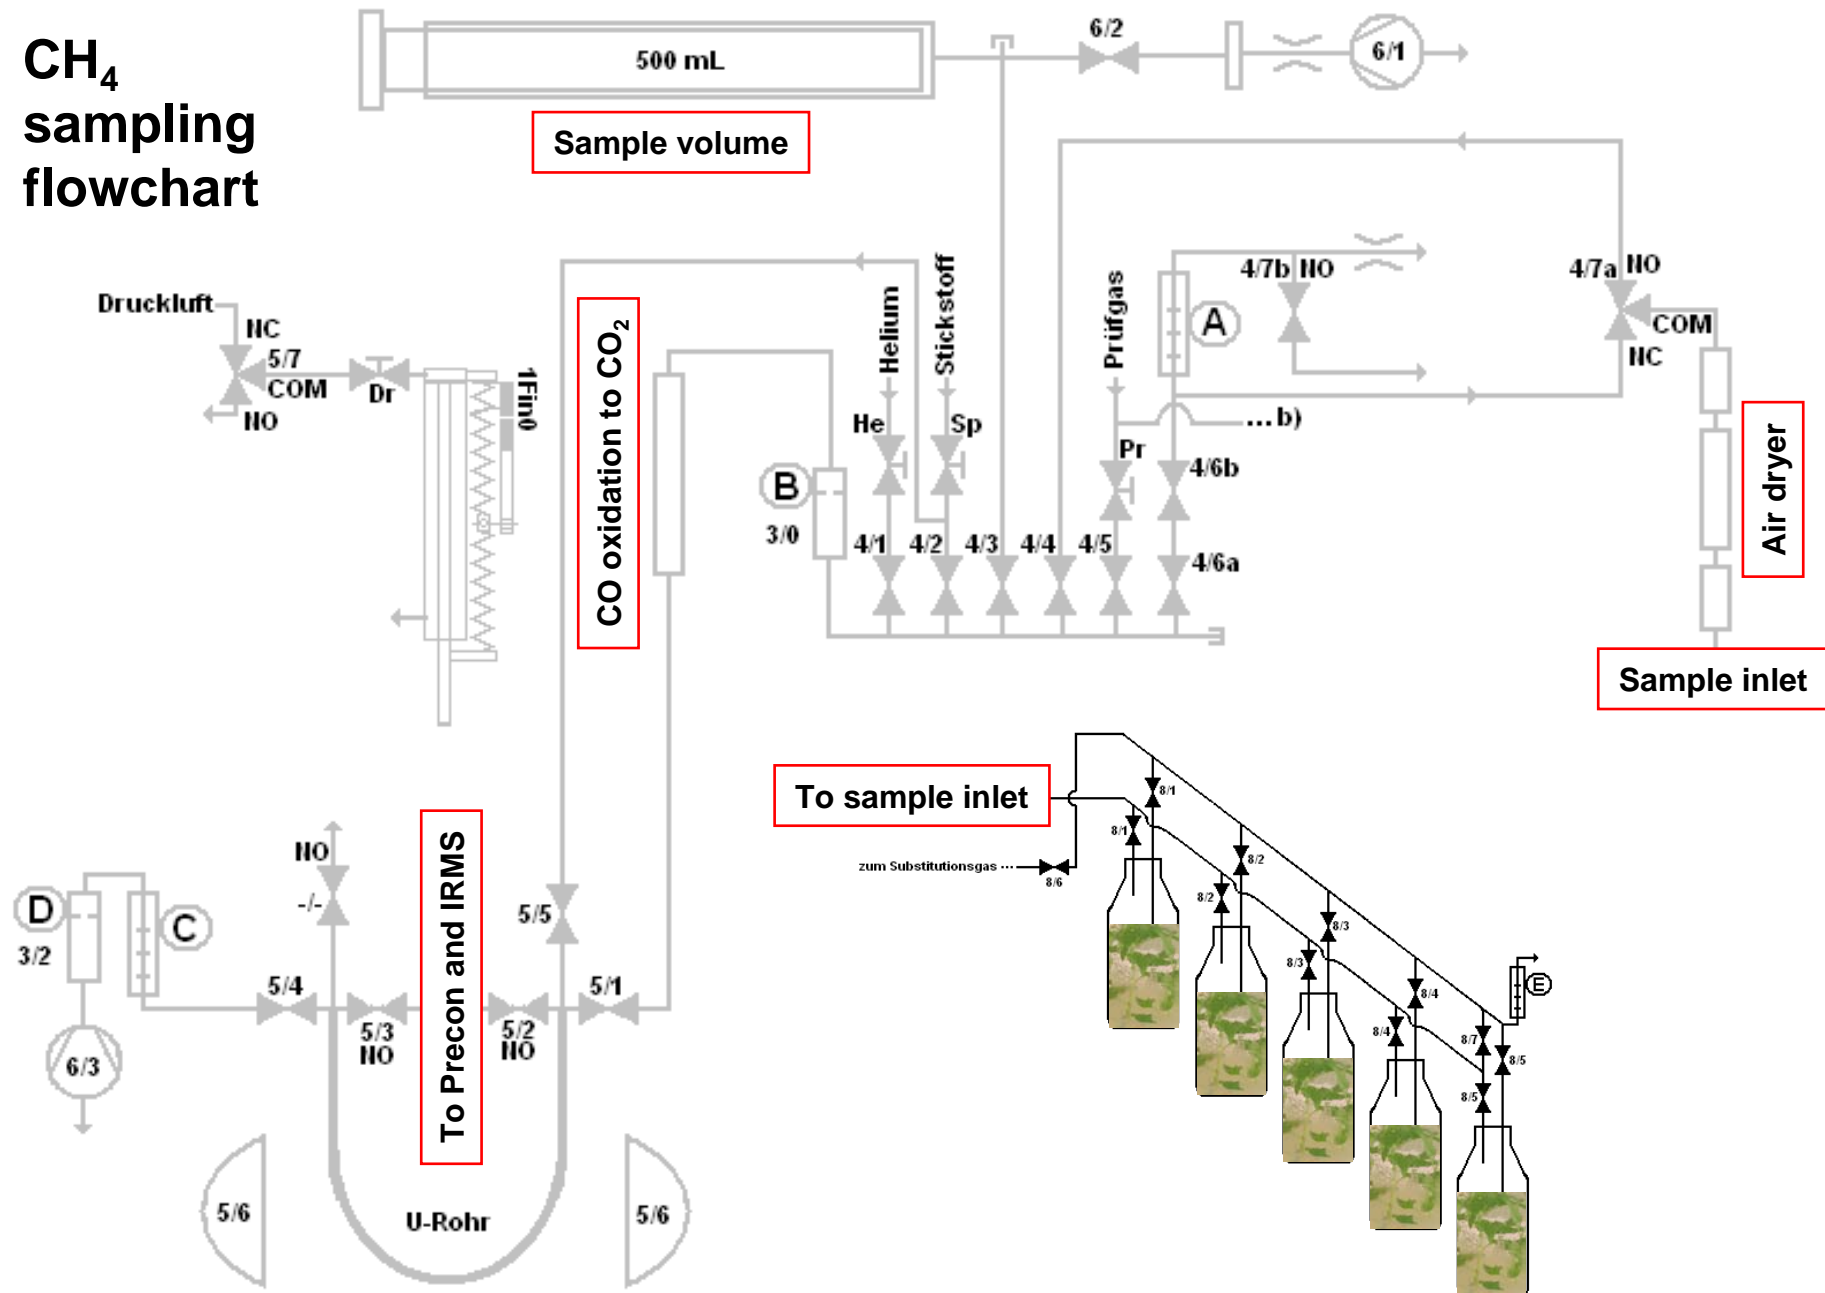 CH4
sampling
flowchart
500 mL
6/2
6/1
Sample volume
Druckluft
NC
5/7
COM
NO
Dr
1Fin0
CO oxidation to CO2
Helium
Stickstoff
Prüfgas
He
Sp
Pr
...b)
A
4/7b NO
4/7a NO
COM
NC
4/6b
B
3/0
4/1
4/2
4/3
4/4
4/5
4/6a
Air dryer
Sample inlet
To sample inlet
zum Substitutionsgas ...
8/6
8/1
8/1
8/2
8/2
8/3
8/3
8/4
8/4
8/7
8/5
8/5
E
NO
-/-
D
3/2
C
5/5
5/4
5/3
NO
To Precon and IRMS
5/2
NO
5/1
6/3
5/6
U-Rohr
5/6